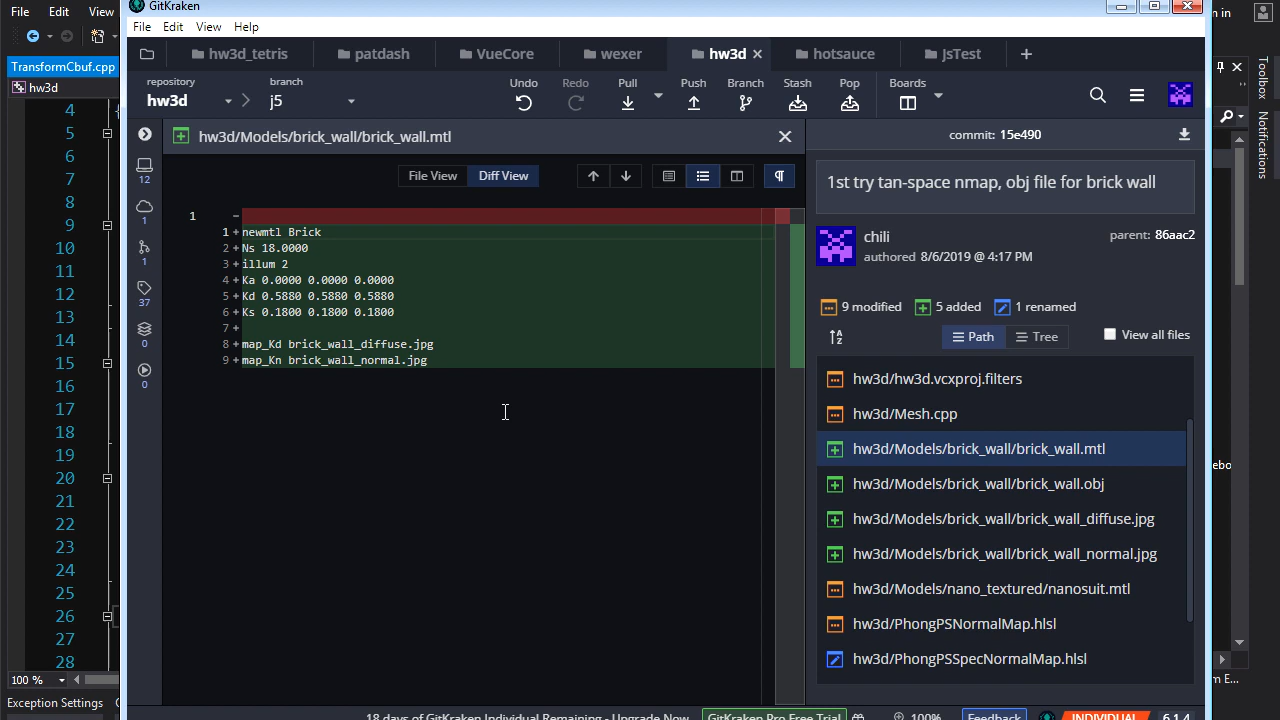 File Edit View
TransformCbuf.cpp
hw3d
4
5
6
7
8
9
10
11
12
13
14
15
16
17
18
19
20
21
22
23
24
25
26
27
28
100 %
Exception Settings
GitKraken
File Edit View Help
hw3d_tetris patdash VueCore wexer hw3d hotsauce JsTest
repository branch
hw3d j5
Undo Redo Pull Push Branch Stash Pop Boards
12
1
1
37
0
0
hw3d/Models/brick_wall/brick_wall.mtl
File View Diff View
1 -
1 +newmtl Brick
2 +Ns 18.0000
3 +illum 2
4 +Ka 0.0000 0.0000 0.0000
5 +Kd 0.5880 0.5880 0.5880
6 +Ks 0.1800 0.1800 0.1800
7 +
8 +map_Kd brick_wall_diffuse.jpg
9 +map_Kn brick_wall_normal.jpg
commit: 15e490
1st try tan-space nmap, obj file for brick wall
chili
authored 8/6/2019 @ 4:17 PM
parent: 86aac2
9 modified 5 added 1 renamed
Path Tree View all files
hw3d/hw3d.vcxproj.filters
hw3d/Mesh.cpp
hw3d/Models/brick_wall/brick_wall.mtl
hw3d/Models/brick_wall/brick_wall.obj
hw3d/Models/brick_wall/brick_wall_diffuse.jpg
hw3d/Models/brick_wall/brick_wall_normal.jpg
hw3d/Models/nano_textured/nanosuit.mtl
hw3d/PhongPSNormalMap.hlsl
hw3d/PhongPSSpecNormalMap.hlsl
18 days of GitKraken Individual Remaining - Upgrade Now GitKraken Pro Free Trial 100% Feedback INDIVIDUAL 6.1.4
Toolbox
Notifications